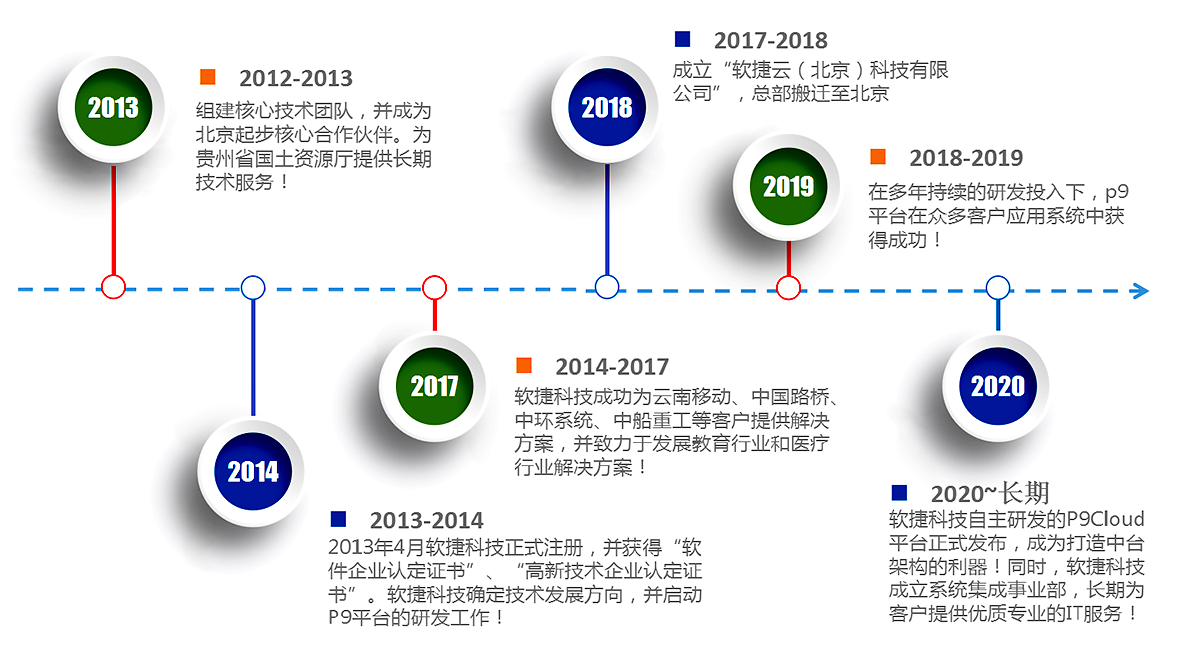 2013
2012-2013
组建核心技术团队，并成为
北京起步核心合作伙伴。为
贵州省国土资源厅提供长期
技术服务！
2014
2013-2014
2013年4月软捷科技正式注册，并获得“软
件企业认定证书”、“高新技术企业认定证
书”。软捷科技确定技术发展方向，并启动
P9平台的研发工作！
2017
2014-2017
软捷科技成功为云南移动、中国路桥、
中环系统、中船重工等客户提供解决
方案，并致力于发展教育行业和医疗
行业解决方案！
2018
2017-2018
成立“软捷云（北京）科技有限
公司”，总部搬迁至北京
2019
2018-2019
在多年持续的研发投入下，p9
平台在众多客户应用系统中获
得成功！
2020
2020~长期
软捷科技自主研发的P9Cloud
平台正式发布，成为打造中台
架构的利器！同时，软捷科技
成立系统集成事业部，长期为
客户提供优质专业的IT服务！